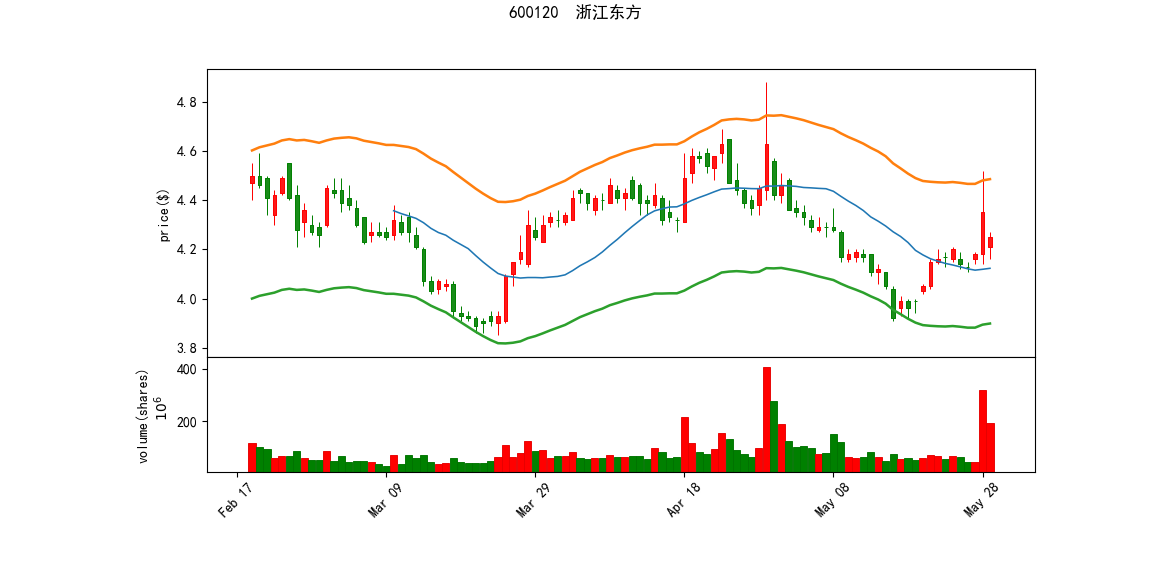 600120 浙江东方
price($)
4.8
4.6
4.4
4.2
4.0
3.8
volume(shares)
10^6
400
200
Feb 17
Mar 09
Mar 29
Apr 18
May 08
May 28